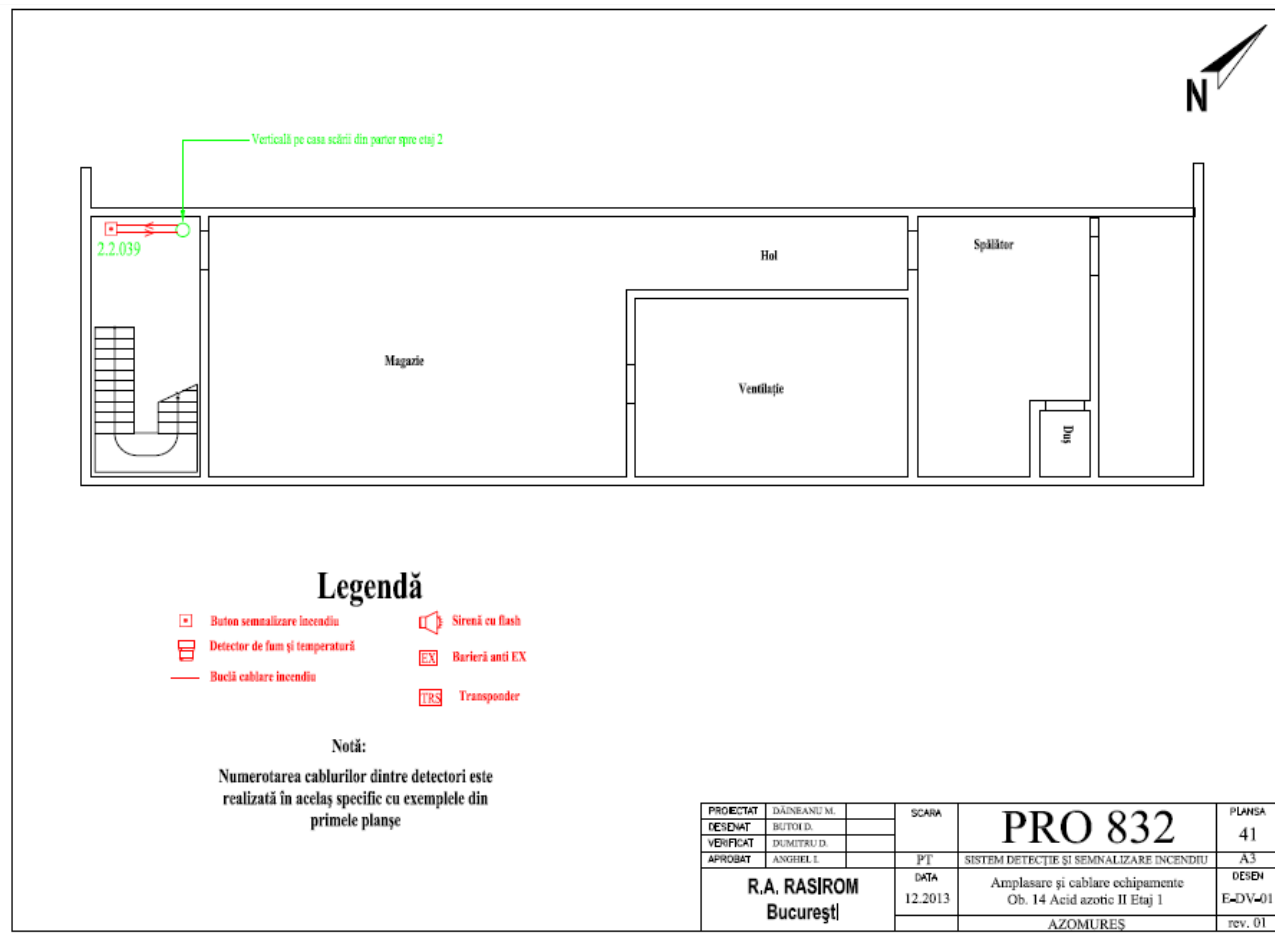 N
Verticală pe casa scării din parter spre etaj 2
2.2.039
Hol
Spălător
Magazie
Ventilație
Duș
Legendă
Buton semnalizare incendiu
Sirenă cu flash
Detector de fum și temperatură
EX Barieră anti EX
Buclă cablare incendiu
TRS Transponder
Notă:
Numerotarea cablurilor dintre detectori este
realizată în acelaș specific cu exemplele din
primele planșe
PROIECTAT DĂINEANU M.
DESENAT BUTOI D.
VERIFICAT DUMITRU D.
APROBAT ANGHEL I.
SCARA
PT
PRO 832
SISTEM DETECȚIE ȘI SEMNALIZARE INCENDIU
PLANSA
41
A3
R.A. RASIROM
București
DATA
12.2013
Amplasare și cablare echipamente
Ob. 14 Acid azotic II Etaj 1
AZOMUREȘ
DESEN
E-DV-01
rev. 01